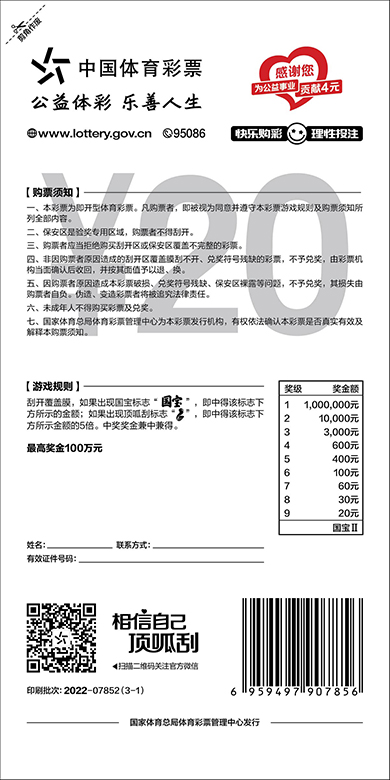 剪角作废
中国体育彩票
公益体彩 乐善人生
感谢您
为公益事业
贡献4元
www.lottery.gov.cn 95086
快乐购彩 理性投注
Y20
【购票须知】
一、本彩票为即开型体育彩票。凡购票者，即被视为同意并遵守本彩票游戏规则及购票须知所
列全部内容。
二、保安区是验奖专用区域，购票者不得刮开。
三、购票者应当拒绝购买刮开区或保安区覆盖不完整的彩票。
四、非因购票者原因造成的刮开区覆盖膜刮不开、兑奖符号残缺的彩票，不予兑奖，由彩票机
构当面确认后收回，并按其面值予以退、换。
五、因购票者原因造成本彩票破损、兑奖符号残缺、保安区裸露等问题，不予兑奖，其损失由
购票者自负。伪造、变造彩票者将被追究法律责任。
六、未成年人不得购买彩票及兑奖。
七、国家体育总局体育彩票管理中心为本彩票发行机构，有权依法确认本彩票是否真实有效及
解释本购票须知。
【游戏规则】
刮开覆盖膜，如果出现国宝标志“国宝”，即中得该标志下
方所示的金额；如果出现顶呱刮标志“ ”，即中得该标志下
方所示金额的5倍。中奖奖金兼中兼得。
最高奖金100万元
奖级 奖金额
1 1,000,000元
2 10,000元
3 3,000元
4 600元
5 400元
6 100元
7 60元
8 30元
9 20元
国宝Ⅱ
姓名： 联系方式：
有效证件号码：
相信自己
顶呱刮
扫描二维码关注官方微信
印刷批次：2022-07852(3-1)
6 959497 907856
国家体育总局体育彩票管理中心发行